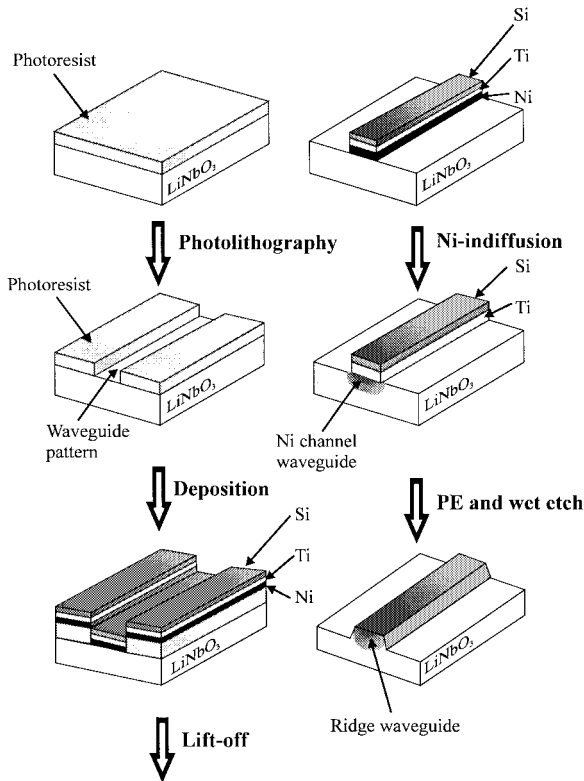 Photoresist
LiNbO3
Photolithography
Photoresist
Waveguide
pattern
LiNbO3
Deposition
Si
Ti
Ni
LiNbO3
Lift-off
Si
Ti
Ni
LiNbO3
Ni-indiffusion
Si
Ti
Ni channel
waveguide
LiNbO3
PE and wet etch
LiNbO3
Ridge waveguide